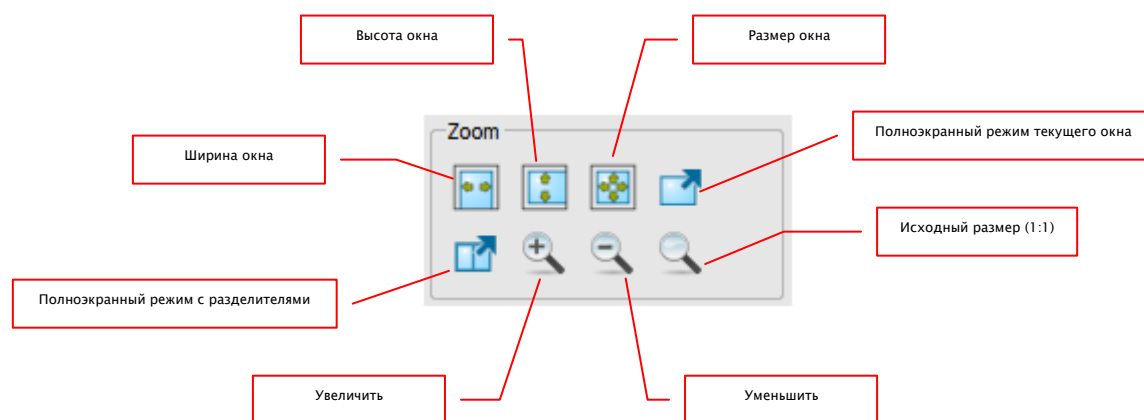 Высота окна
Размер окна
Zoom
Полноэкранный режим текущего окна
Ширина окна
Исходный размер (1:1)
Полноэкранный режим с разделителями
Увеличить
Уменьшить